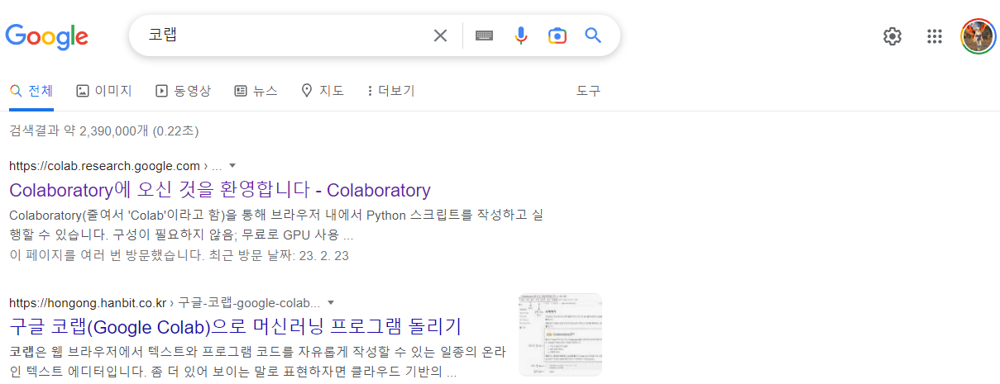 Google
코랩
전체
이미지
동영상
뉴스
지도
더보기
도구
검색결과 약 2,390,000개 (0.22초)
https://colab.research.google.com › ...
Colaboratory에 오신 것을 환영합니다 - Colaboratory
Colaboratory(줄여서 'Colab'이라고 함)을 통해 브라우저 내에서 Python 스크립트를 작성하고 실
행할 수 있습니다. 구성이 필요하지 않음; 무료로 GPU 사용 ...
이 페이지를 여러 번 방문했습니다. 최근 방문 날짜: 23. 2. 23
https://hongong.hanbit.co.kr › 구글-코랩-google-colab...
구글 코랩(Google Colab)으로 머신러닝 프로그램 돌리기
코랩은 웹 브라우저에서 텍스트와 프로그램 코드를 자유롭게 작성할 수 있는 일종의 온라
인 텍스트 에디터입니다. 좀 더 있어 보이는 말로 표현하자면 클라우드 기반의 ...